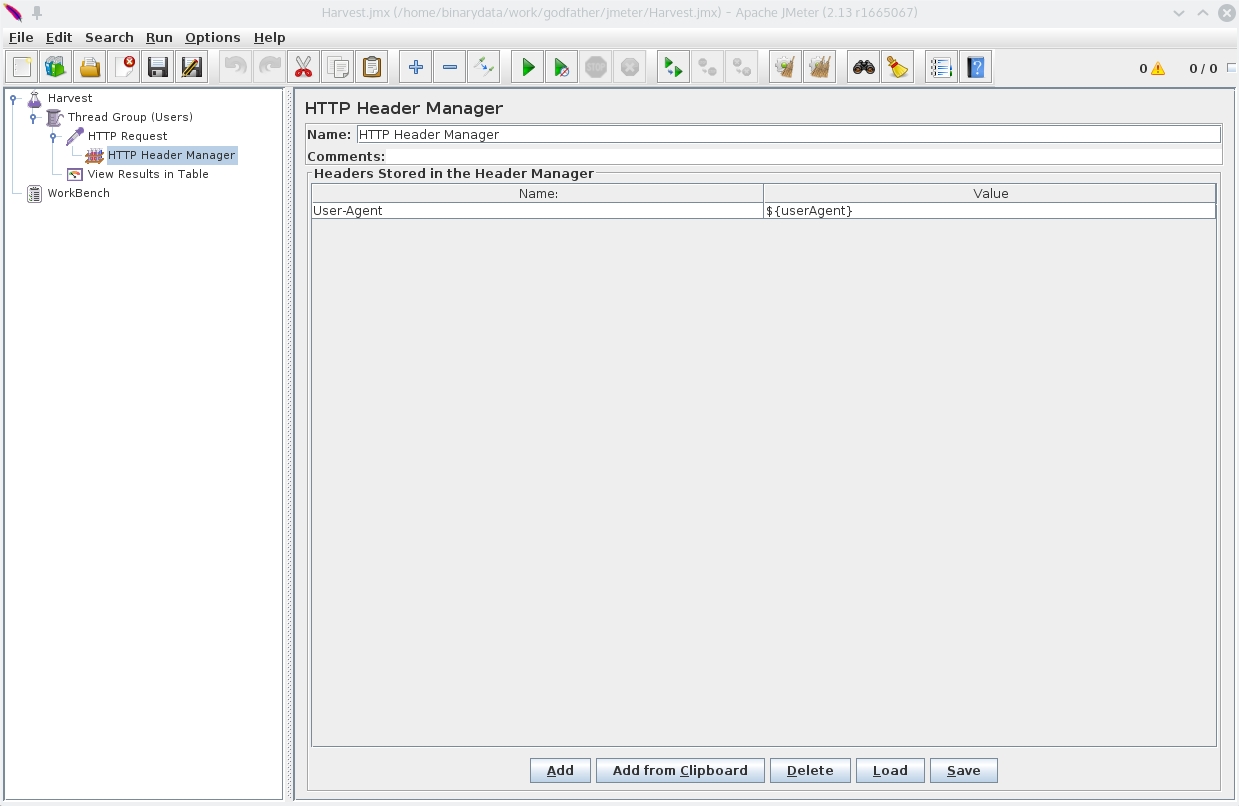 Harvest.jmx (/home/binarydata/work/godfather/jmeter/Harvest.jmx) - Apache JMeter (2.13 r1665067)
File Edit Search Run Options Help
STOP 0 0 / 0
Harvest
Thread Group (Users)
HTTP Request
HTTP Header Manager
View Results in Table
WorkBench
HTTP Header Manager
Name: HTTP Header Manager
Comments:
Headers Stored in the Header Manager
Name: Value
User-Agent ${userAgent}
Add Add from Clipboard Delete Load Save